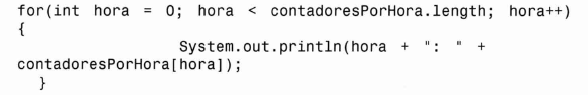 for(int hora = 0; hora < contadoresPorHora.length; hora++)
{
System.out.println(hora + ": " +
contadoresPorHora[hora]);
}